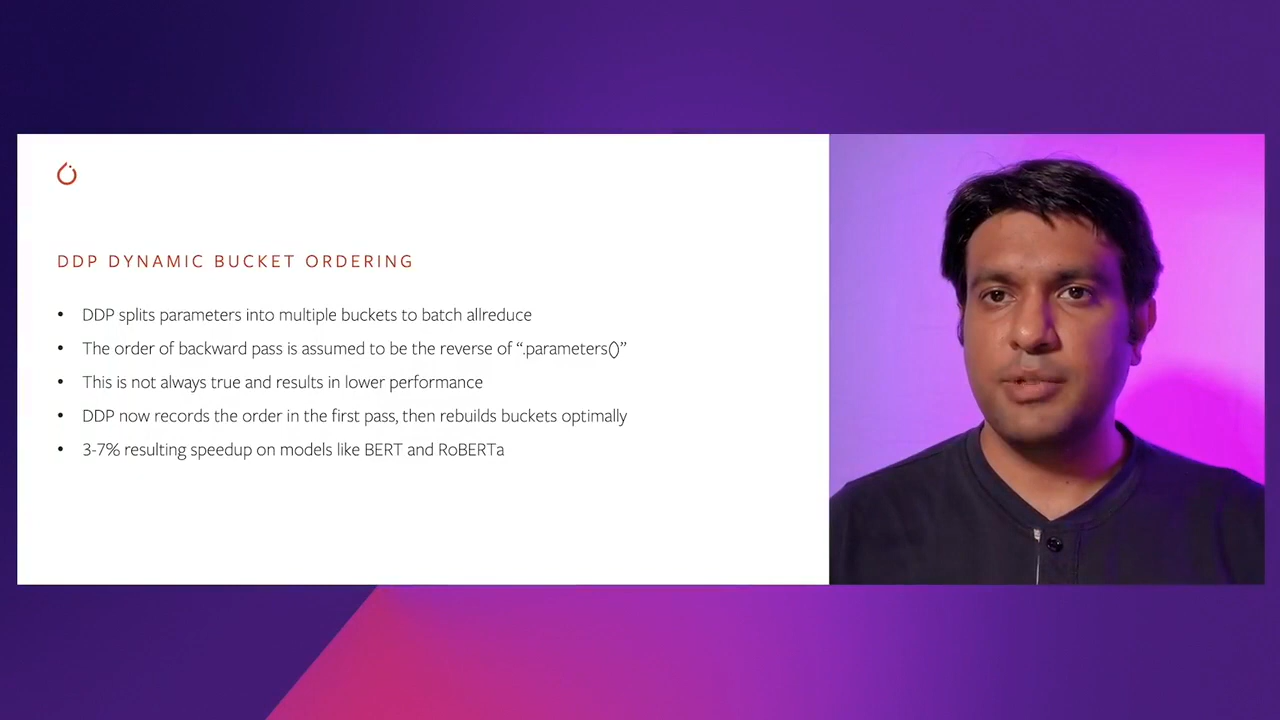 DDP DYNAMIC BUCKET ORDERING
• DDP splits parameters into multiple buckets to batch allreduce
• The order of backward pass is assumed to be the reverse of “.parameters()”
• This is not always true and results in lower performance
• DDP now records the order in the first pass, then rebuilds buckets optimally
• 3-7% resulting speedup on models like BERT and RoBERTa